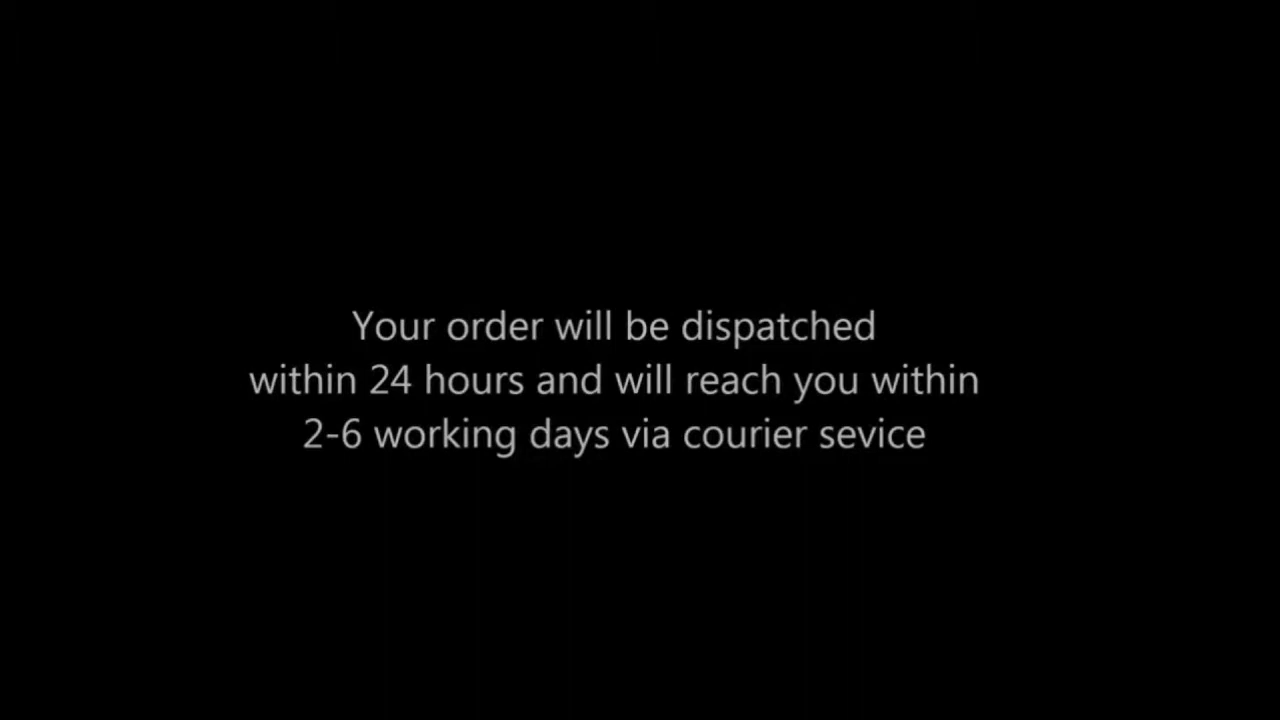 Your order will be dispatched
within 24 hours and will reach you within
2-6 working days via courier sevice